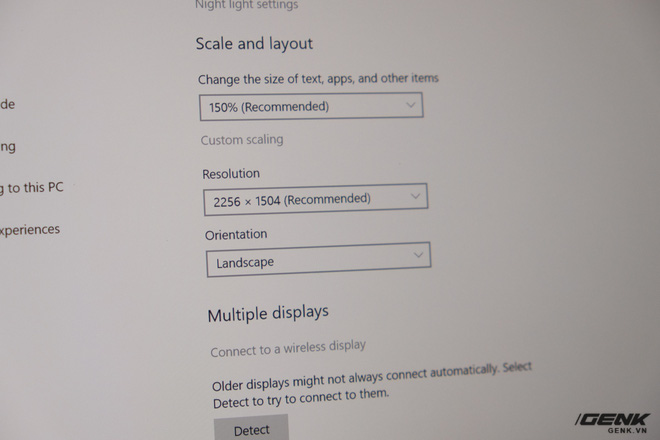 Night light settings
Scale and layout
Change the size of text, apps, and other items
150% (Recommended)
Custom scaling
Resolution
2256 × 1504 (Recommended)
Orientation
Landscape
Multiple displays
Connect to a wireless display
Older displays might not always connect automatically. Select
Detect to try to connect to them.
Detect
de
ng
g to this PC
xperiences
/GENK
GENK.VN